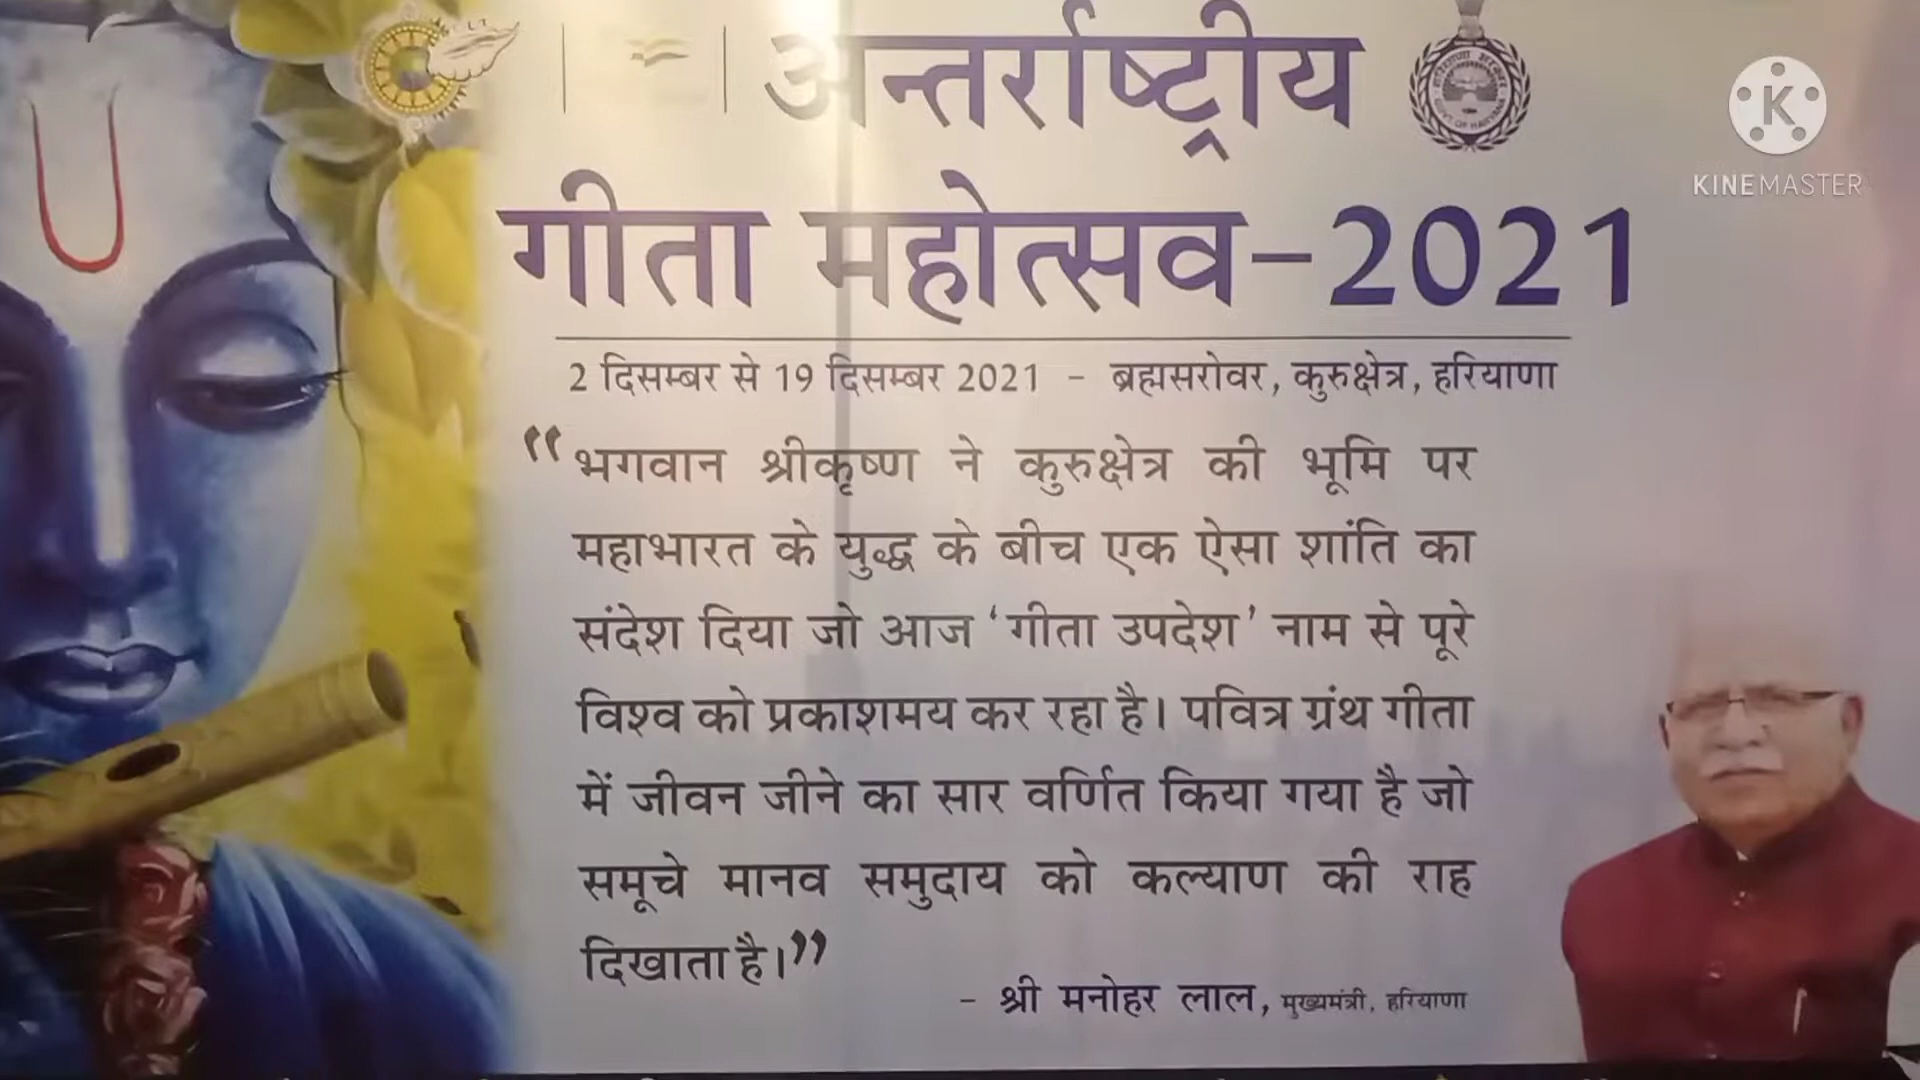 अन्तर्राष्ट्रीय
गीता महोत्सव-2021
2 दिसम्बर से 19 दिसम्बर 2021 - ब्रह्मसरोवर, कुरुक्षेत्र, हरियाणा
“भगवान श्रीकृष्ण ने कुरुक्षेत्र की भूमि पर
महाभारत के युद्ध के बीच एक ऐसा शांति का
संदेश दिया जो आज ‘गीता उपदेश’ नाम से पूरे
विश्व को प्रकाशमय कर रहा है। पवित्र ग्रंथ गीता
में जीवन जीने का सार वर्णित किया गया है जो
समूचे मानव समुदाय को कल्याण की राह
दिखाता है।”
- श्री मनोहर लाल, मुख्यमंत्री, हरियाणा
K
KINEMASTER